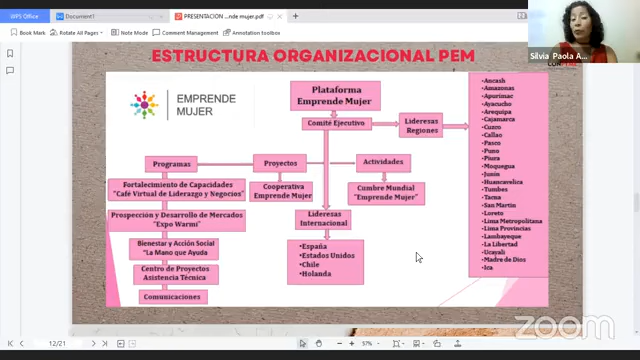 WPS Office
Document1
PRESENTACIÓN ...nde mujer.pdf
Book Mark
Rotate All Pages
Note Mode
Comment Management
Annotation toolbox
Silvia Paola A...
ESTRUCTURA ORGANIZACIONAL PEM
EMPRENDE
MUJER
Plataforma
Emprende Mujer
Comité Ejecutivo
Lideresas
Regiones
•Ancash
•Amazonas
•Apurimac
•Ayacucho
•Arequipa
•Cajamarca
•Cuzco
•Callao
•Pasco
•Puno
•Piura
•Moquegua
•Junín
•Huancavelica
•Tumbes
•Tacna
•San Martin
•Loreto
•Lima Metropolitana
•Lima Provincias
•Lambayeque
•La Libertad
•Ucayali
•Madre de Dios
•Ica
Programas
Proyectos
Actividades
Fortalecimiento de Capacidades
"Café Virtual de Liderazgo y Negocios"
Cooperativa
Emprende Mujer
Cumbre Mundial
"Emprende Mujer"
Prospección y Desarrollo de Mercados
"Expo Warmi"
Lideresas
Internacional
Bienestar y Acción Social
"La Mano que Ayuda
•España
•Estados Unidos
•Chile
•Holanda
Centro de Proyectos
Asistencia Técnica
Comunicaciones
zoom
12/21
57%